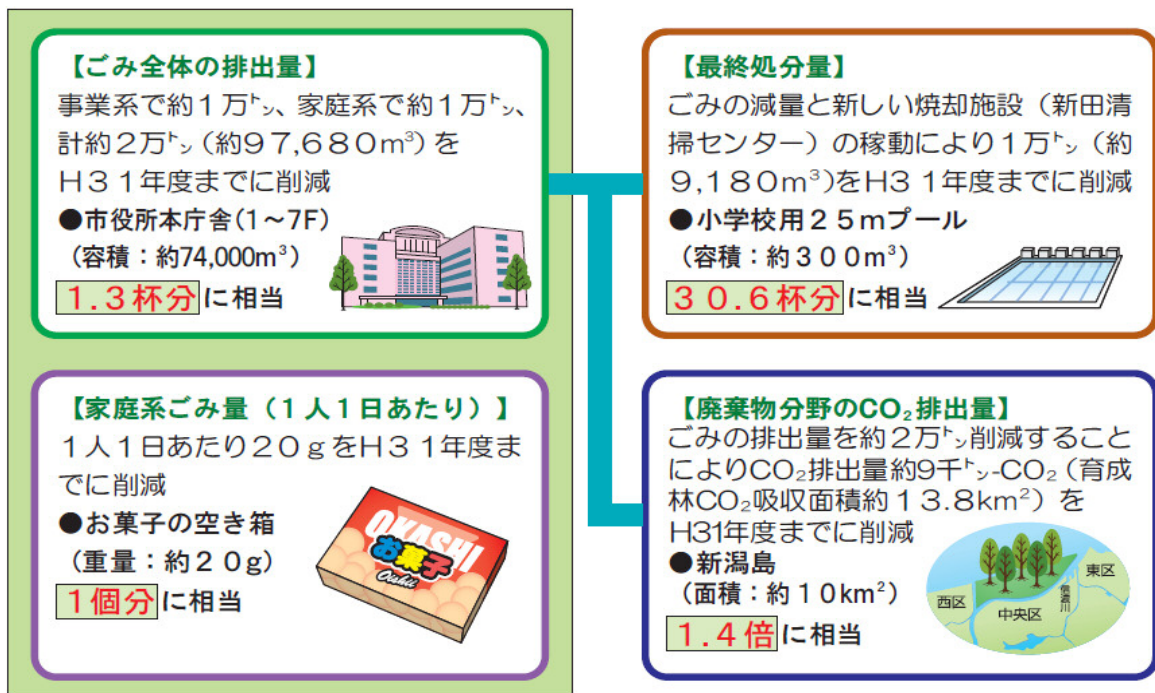 【ごみ全体の排出量】
事業系で約1万㌧、家庭系で約1万㌧、
計約2万㌧(約97,680m³)を
H31年度までに削減
●市役所本庁舎(1~7F)
(容積：約74,000m³)
1.3杯分に相当
【最終処分量】
ごみの減量と新しい焼却施設(新田清
掃センター)の稼動により1万㌧(約
9,180m³)をH31年度までに削減
●小学校用25mプール
(容積：約300m³)
30.6杯分に相当
【家庭系ごみ量(1人1日あたり)】
1人1日あたり20gをH31年度ま
でに削減
●お菓子の空き箱
(重量：約20g)
1個分に相当
OKASHI
お菓子
Oishii
【廃棄物分野のCO₂排出量】
ごみの排出量を約2万㌧削減すること
によりCO₂排出量約9千㌧-CO₂(育成
林CO₂吸収面積約13.8km²)を
H31年度までに削減
●新潟島
(面積：約10km²)
1.4倍に相当
西区
中央区
信濃川
東区